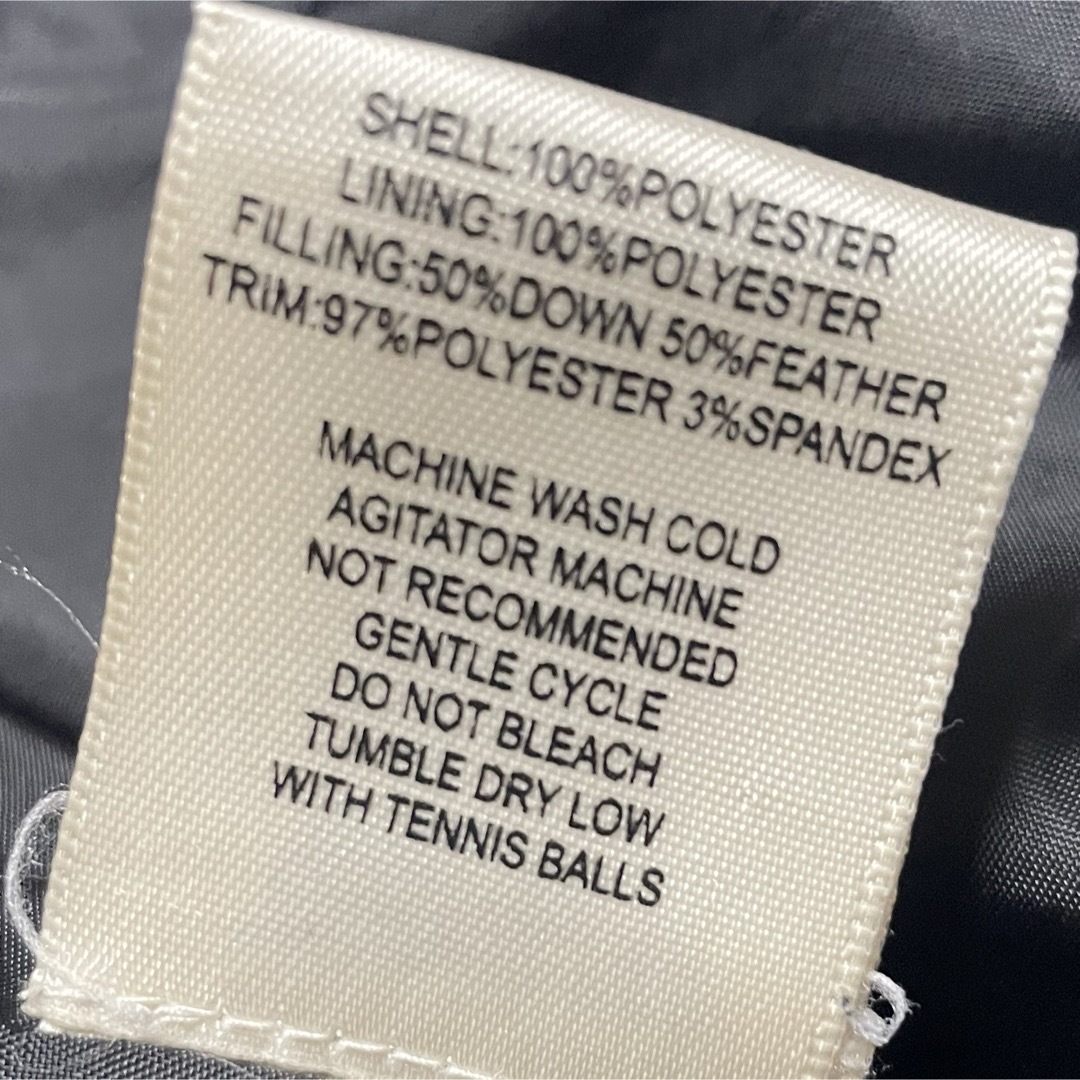 SHELL:100%POLYESTER
LINING:100%POLYESTER
FILLING:50%DOWN 50%FEATHER
TRIM:97%POLYESTER 3%SPANDEX
MACHINE WASH COLD
AGITATOR MACHINE
NOT RECOMMENDED
GENTLE CYCLE
DO NOT BLEACH
TUMBLE DRY LOW
WITH TENNIS BALLS